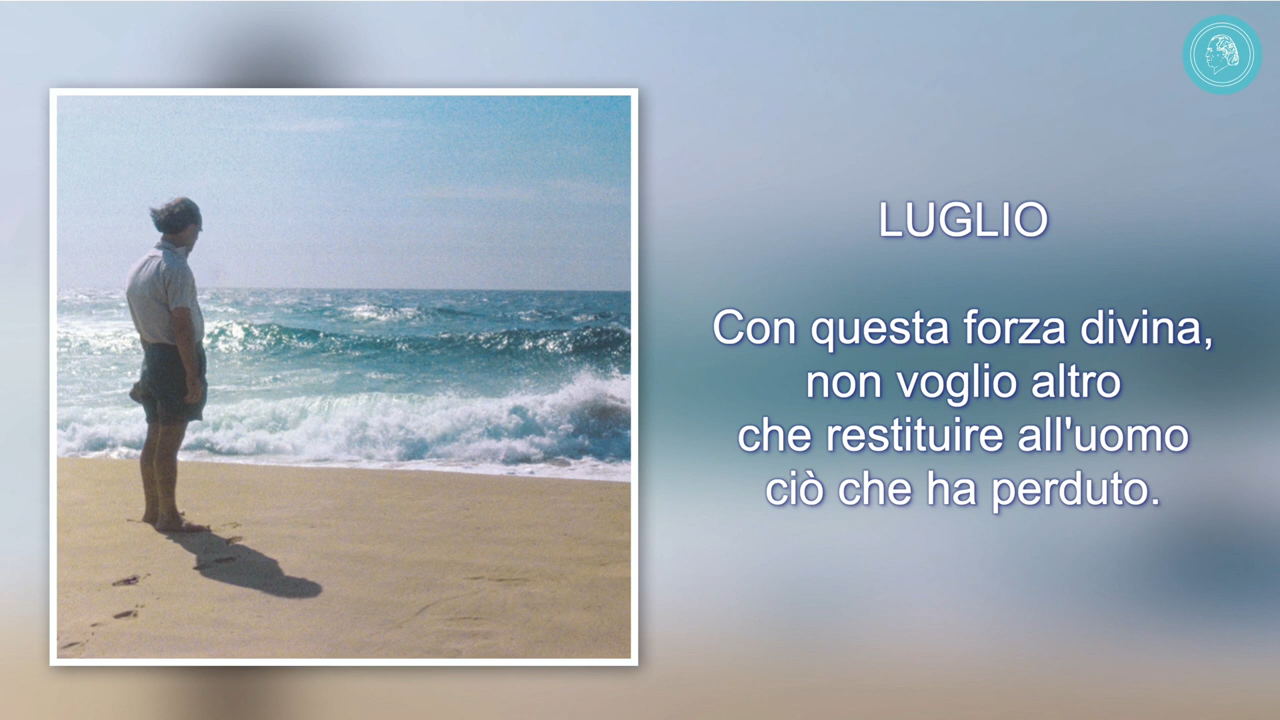 LUGLIO
Con questa forza divina,
non voglio altro
che restituire all'uomo
ciò che ha perduto.